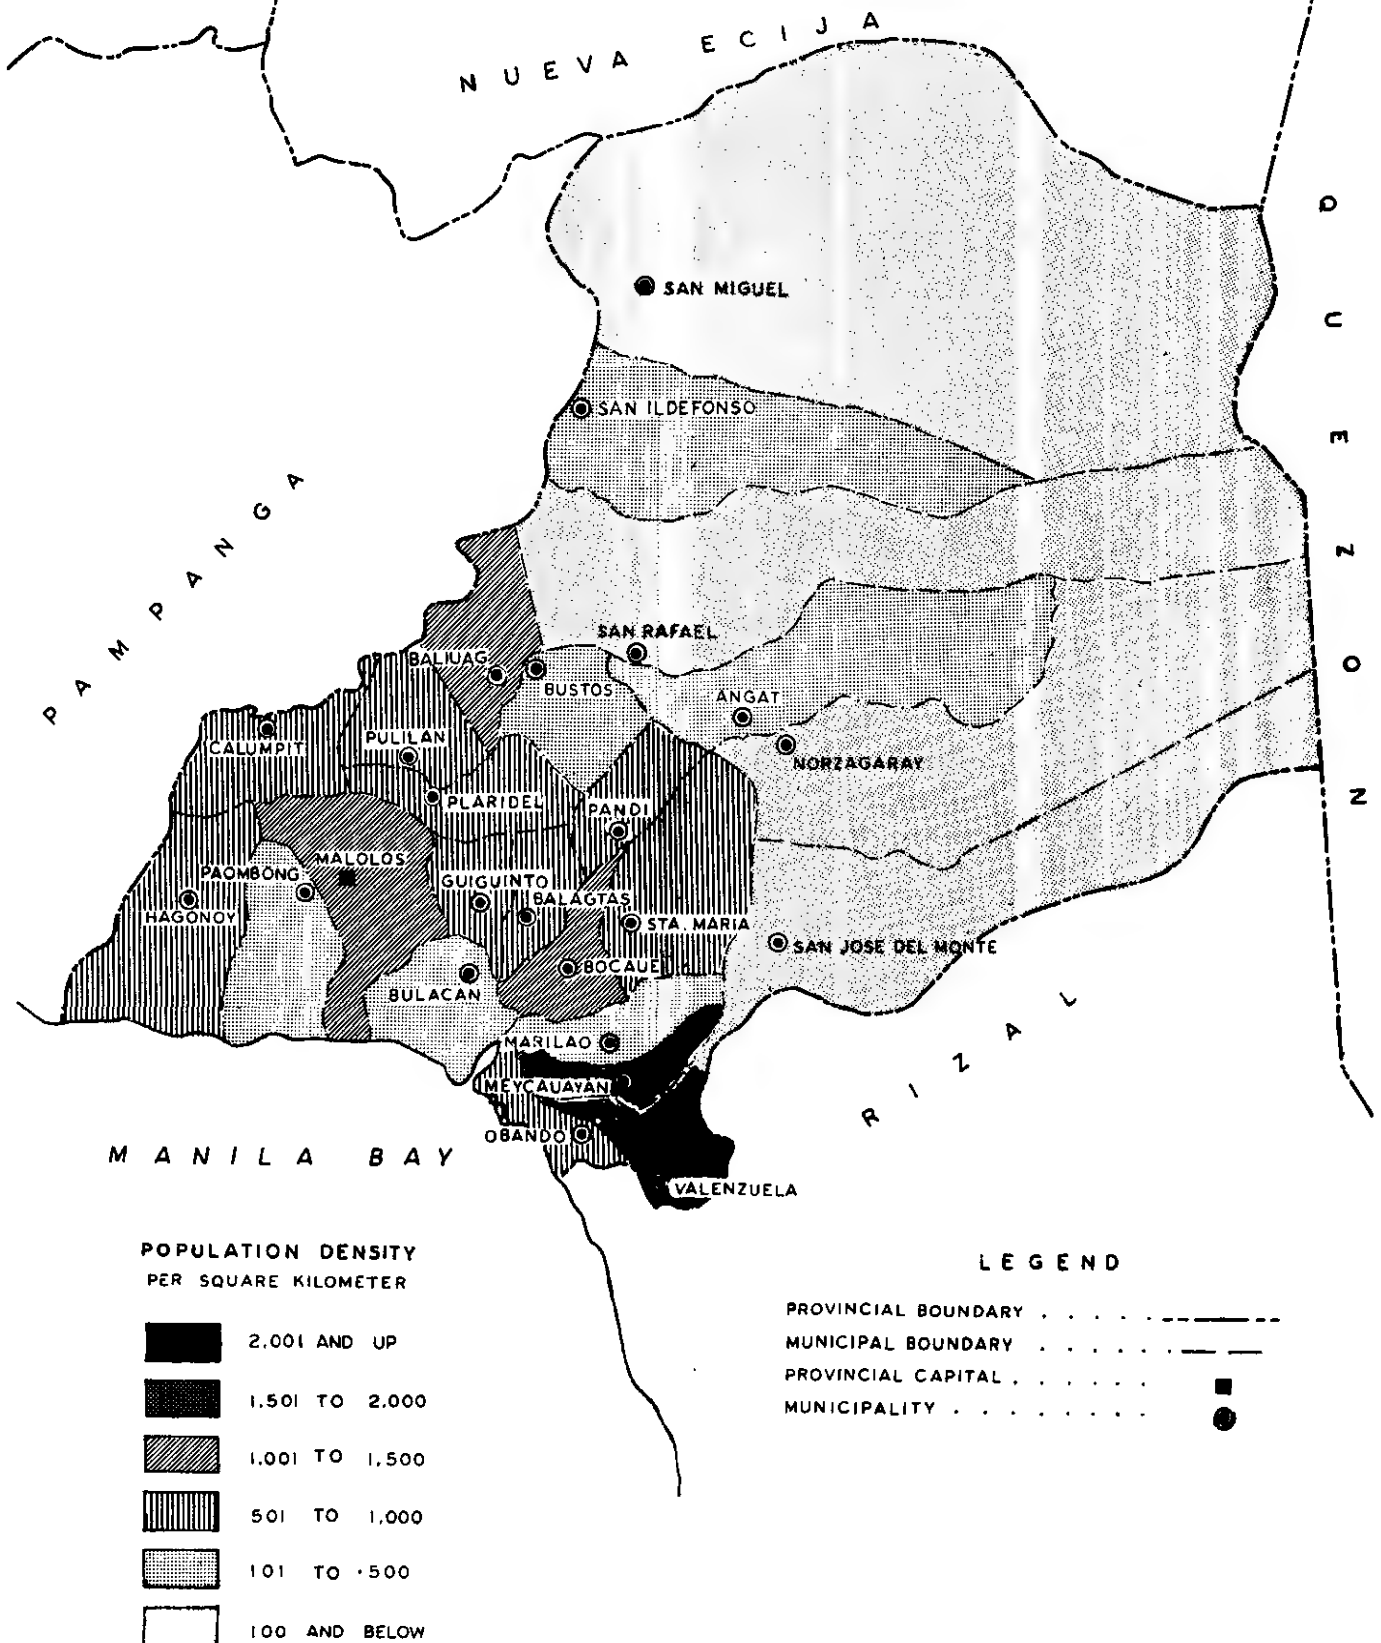 NUEVA ECIJA
QUEZON
PAMPANGA
SAN MIGUEL
SAN ILDEFONSO
SAN RAFAEL
BALIUAG
BUSTOS
ANGAT
CALUMPIT
PULILAN
NORZAGARAY
PLARIDEL
PANDI
MALOLOS
PAOMBONG
GUIGUINTO
BALAGTAS
HAGONOY
STA. MARIA
SAN JOSE DEL MONTE
BOCAUE
BULACAN
RIZAL
MARILAO
MEYCAUAYAN
OBANDO
MANILA BAY
VALENZUELA
POPULATION DENSITY
PER SQUARE KILOMETER
2,001 AND UP
1,501 TO 2,000
1,001 TO 1,500
501 TO 1,000
101 TO 500
100 AND BELOW
LEGEND
PROVINCIAL BOUNDARY . . . . .
MUNICIPAL BOUNDARY . . . . . .
PROVINCIAL CAPITAL . . . . . .
MUNICIPALITY . . . . . . . .